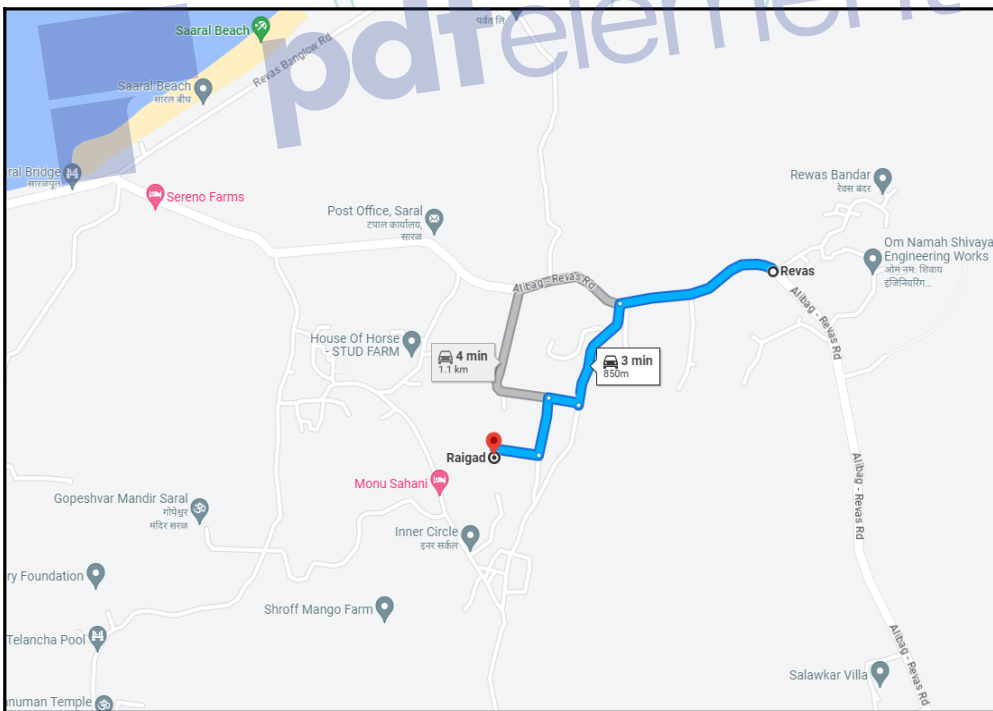 pdfelement
पर्वत लि
Saaral Beach
Revas Banglow Rd
Saaral Beach
सारल बीच
ral Bridge
सारळपूल
Sereno Farms
Rewas Bandar
रेवस बंदर
Post Office, Saral
टपाल कार्यालय,
सारळ
Om Namah Shivaya
Engineering Works
ओम नम: शिवाय
इंजिनियरिंग...
Revas
Alibag - Revas Rd
Alibag - Revas Rd
House Of Horse
- STUD FARM
4 min
1.1 km
3 min
850m
Raigad
Alibag - Revas Rd
Monu Sahani
Gopeshvar Mandir Saral
गोपेश्वर
मंदिर सरळ
Inner Circle
इनर सर्कल
ry Foundation
Shroff Mango Farm
Telancha Pool
Alibag - Revas Rd
Salawkar Villa
anuman Temple